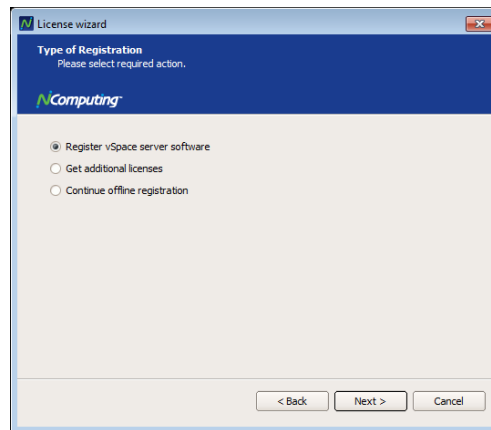 License wizard
Type of Registration
Please select required action.
NComputing™
Register vSpace server software
Get additional licenses
Continue offline registration
< Back Next > Cancel